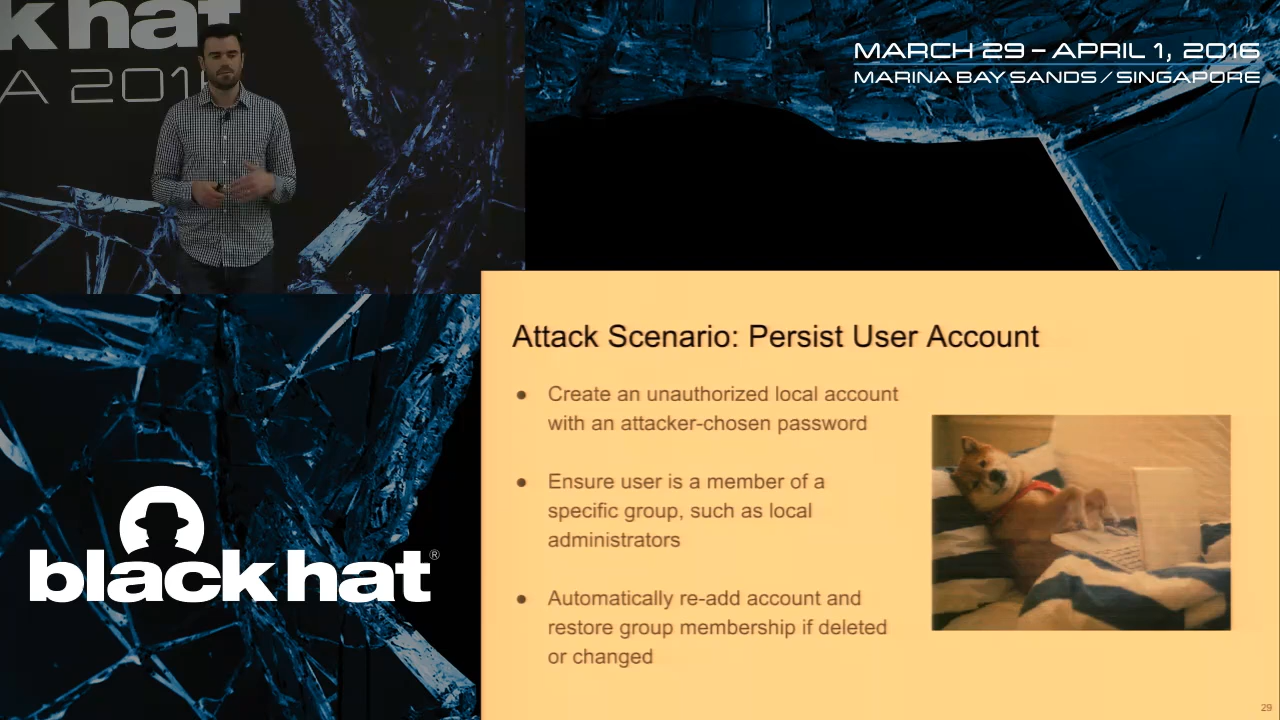 k hat
A 201
MARCH 29 – APRIL 1, 2016
MARINA BAY SANDS / SINGAPORE
Attack Scenario: Persist User Account
● Create an unauthorized local account
with an attacker-chosen password
● Ensure user is a member of a
specific group, such as local
administrators
● Automatically re-add account and
restore group membership if deleted
or changed
black hat®
29